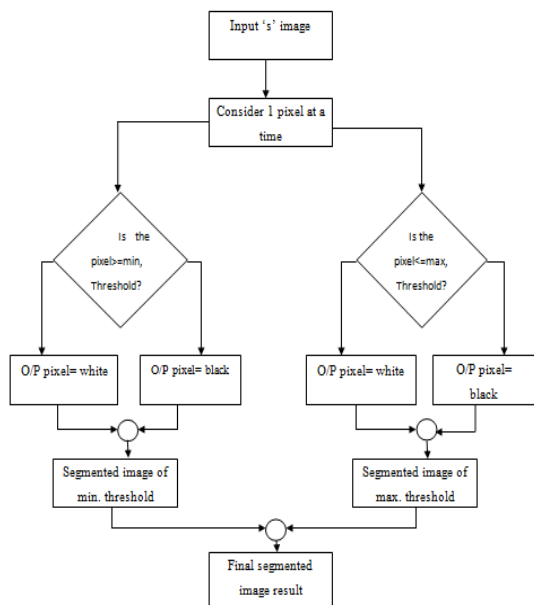 Input ‘s’ image
Consider 1 pixel at a
time
Is the
pixel>=min,
Threshold?
Is the
pixel<=max,
Threshold?
O/P pixel= white
O/P pixel= black
O/P pixel= white
O/P pixel=
black
Segmented image of
min. threshold
Segmented image of
max. threshold
Final segmented
image result